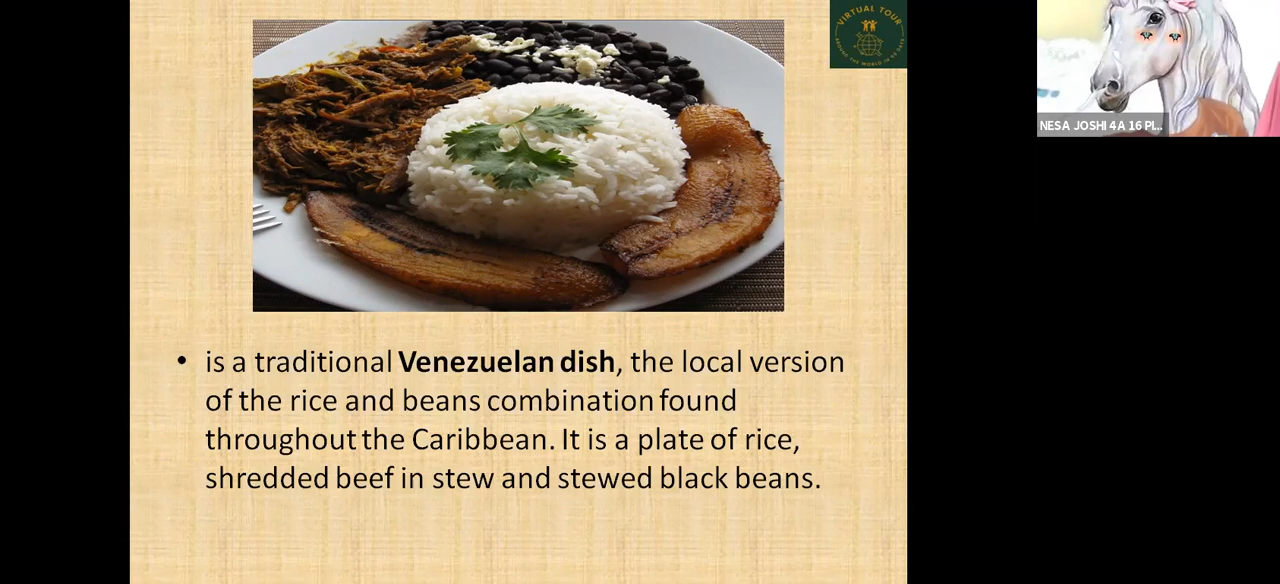 VIRTUAL TOUR
NESA JOSHI 4A 16 Pl...
• is a traditional Venezuelan dish, the local version
of the rice and beans combination found
throughout the Caribbean. It is a plate of rice,
shredded beef in stew and stewed black beans.